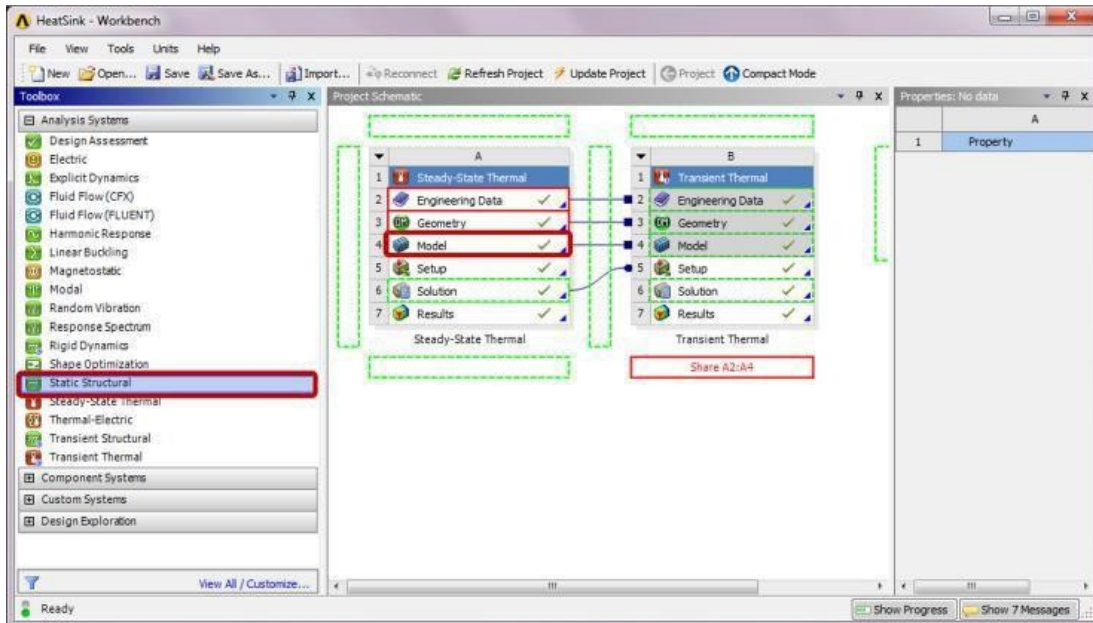 HeatSink - Workbench
File View Tools Units Help
New Open... Save Save As... Import... Reconnect Refresh Project Update Project Project Compact Mode
Toolbox
Analysis Systems
Design Assessment
Electric
Explicit Dynamics
Fluid Flow (CFX)
Fluid Flow (FLUENT)
Harmonic Response
Linear Buckling
Magnetostatic
Modal
Random Vibration
Response Spectrum
Rigid Dynamics
Shape Optimization
Static Structural
Steady-State Thermal
Thermal-Electric
Transient Structural
Transient Thermal
Component Systems
Custom Systems
Design Exploration
View All / Customize...
Project Schematic
A
1 Steady-State Thermal
2 Engineering Data
3 Geometry
4 Model
5 Setup
6 Solution
7 Results
Steady-State Thermal
B
1 Transient Thermal
2 Engineering Data
3 Geometry
4 Model
5 Setup
6 Solution
7 Results
Transient Thermal
Share A2:A4
Properties: No data
A
1 Property
Ready
Show Progress Show 7 Messages